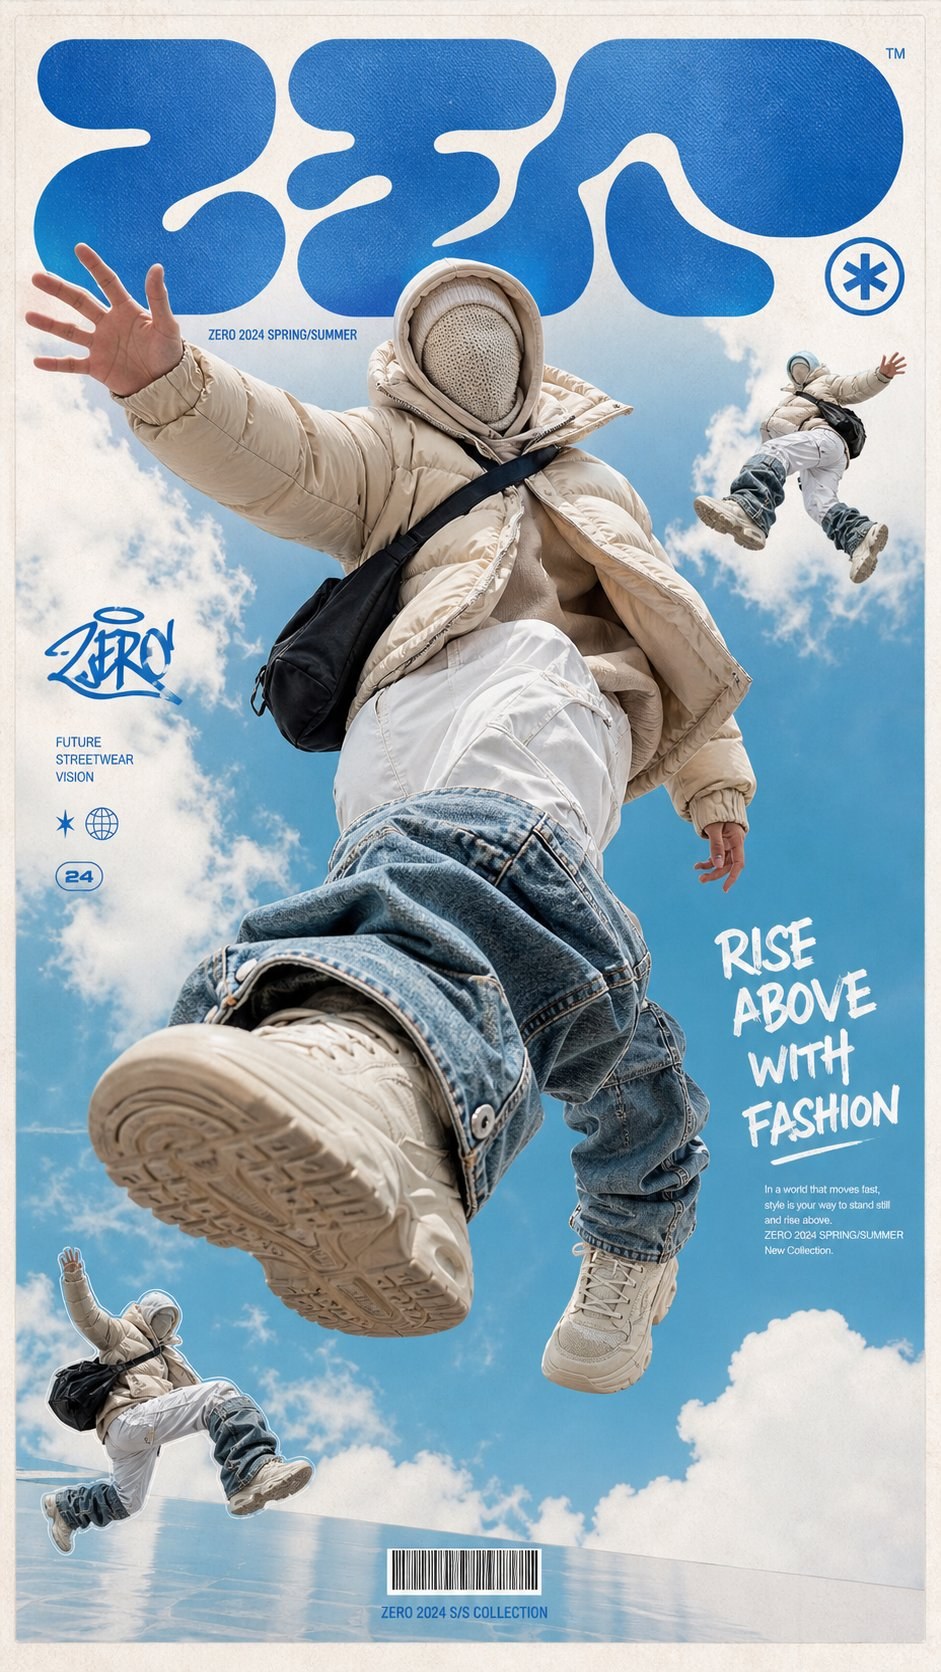 ZERO
TM
ZERO 2024 SPRING/SUMMER
ZERO
FUTURE
STREETWEAR
VISION
24
RISE
ABOVE
WITH
FASHION
In a world that moves fast,
style is your way to stand still
and rise above.
ZERO 2024 SPRING/SUMMER
New Collection.
ZERO 2024 S/S COLLECTION